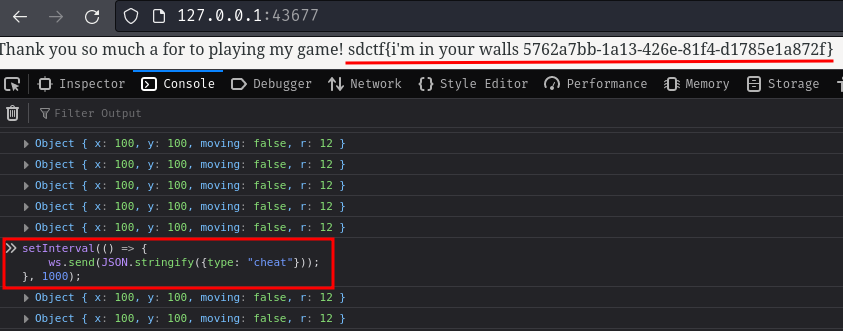 127.0.0.1:43677
Thank you so much a for to playing my game! sdctf{i'm in your walls 5762a7bb-1a13-426e-81f4-d1785e1a872f}
Inspector Console Debugger Network Style Editor Performance Memory Storage
Filter Output
Object { x: 100, y: 100, moving: false, r: 12 }
Object { x: 100, y: 100, moving: false, r: 12 }
Object { x: 100, y: 100, moving: false, r: 12 }
Object { x: 100, y: 100, moving: false, r: 12 }
Object { x: 100, y: 100, moving: false, r: 12 }
setInterval(() => {
ws.send(JSON.stringify({type: "cheat"}));
}, 1000);
Object { x: 100, y: 100, moving: false, r: 12 }
Object { x: 100, y: 100, moving: false, r: 12 }